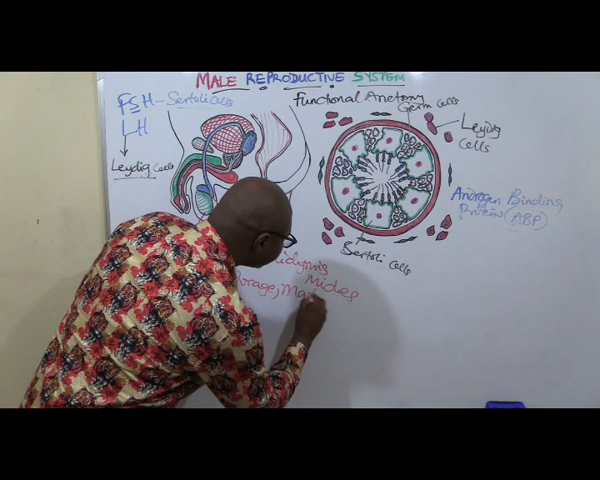 MALE REPRODUCTIVE SYSTEM
FSH - Sertoli Cells
LH
Leydig Cells
Functional Anatomy
Germ Cells
Leydig
Cells
Androgen Binding
Proteins (ABP)
Sertoli Cells